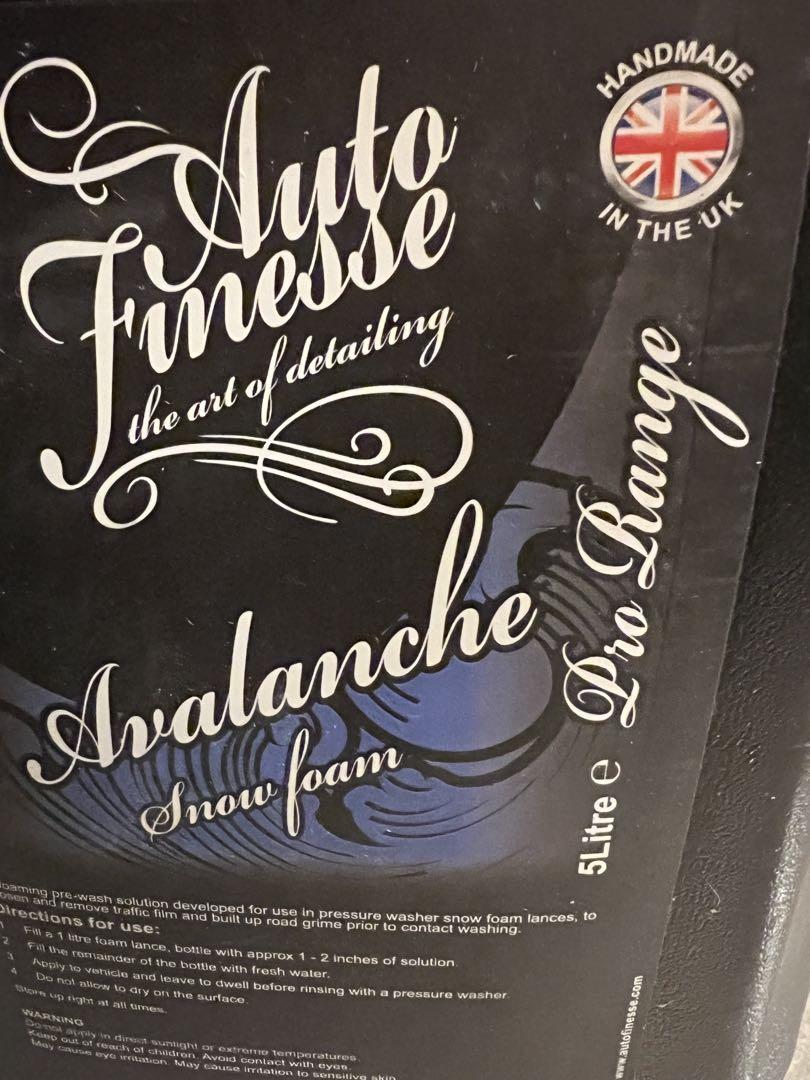 Auto
Finesse
the art of detailing
HANDMADE
IN THE UK
Pro Range
5Litre e
Avalanche
Snow foam
foaming pre-wash solution developed for use in pressure washer snow foam lances, to
osen and remove traffic film and built up road grime prior to contact washing.
Directions for use:
1 Fill a 1 litre foam lance, bottle with approx 1 - 2 inches of solution.
2 Fill the remainder of the bottle with fresh water.
3 Apply to vehicle and leave to dwell before rinsing with a pressure washer.
4 Do not allow to dry on the surface.
Store up right at all times.
WARNING
Do not apply in direct sunlight or extreme temperatures.
Keep out of reach of children. Avoid contact with eyes.
May cause eye irritation. May cause irritation to sensitive skin.
www.autofinesse.com